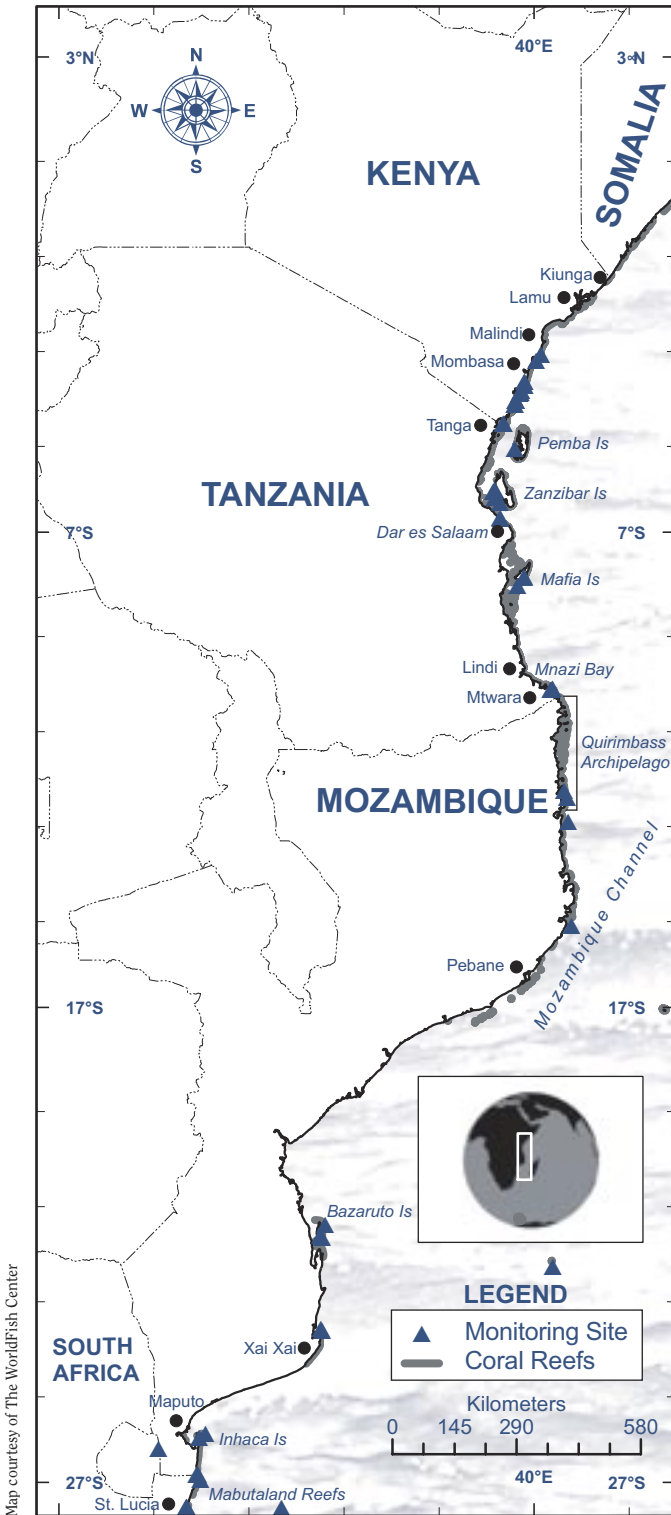 40°E
3°N
3∞N
N
W
E
S
KENYA
SOMALIA
Kiunga
Lamu
Malindi
Mombasa
Tanga
Pemba Is
TANZANIA
Zanzibar Is
7°S
Dar es Salaam
7°S
Mafia Is
Lindi
Mnazi Bay
Mtwara
Quirimbass
Archipelago
MOZAMBIQUE
Mozambique Channel
Pebane
17°S
17°S
Bazaruto Is
LEGEND
Monitoring Site
Coral Reefs
SOUTH
AFRICA
Xai Xai
Kilometers
0 145 290 580
Maputo
Inhaca Is
27°S
40°E
27°S
Mabutaland Reefs
St. Lucia
Map courtesy of The WorldFish Center